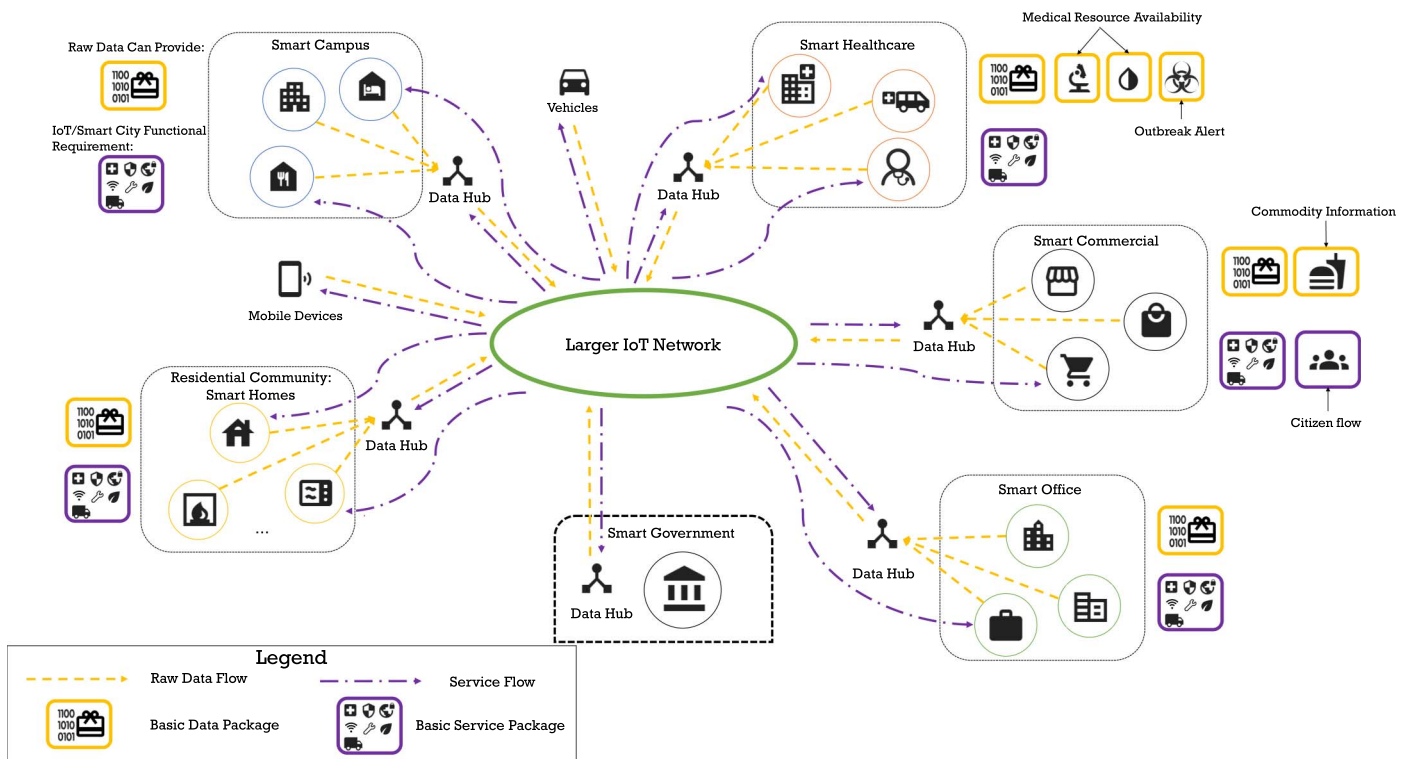 Medical Resource Availability
Raw Data Can Provide:
Smart Campus
Smart Healthcare
1100
1010
0101
1100
1010
0101
Vehicles
IoT/Smart City Functional
Requirement:
Outbreak Alert
Data Hub
Data Hub
Commodity Information
Smart Commercial
1100
1010
0101
Mobile Devices
Data Hub
Larger IoT Network
Residential Community:
Smart Homes
1100
1010
0101
Data Hub
Citizen flow
...
Smart Office
1100
1010
0101
Smart Government
Data Hub
Data Hub
Legend
Raw Data Flow
Service Flow
1100
1010
0101
Basic Data Package
Basic Service Package